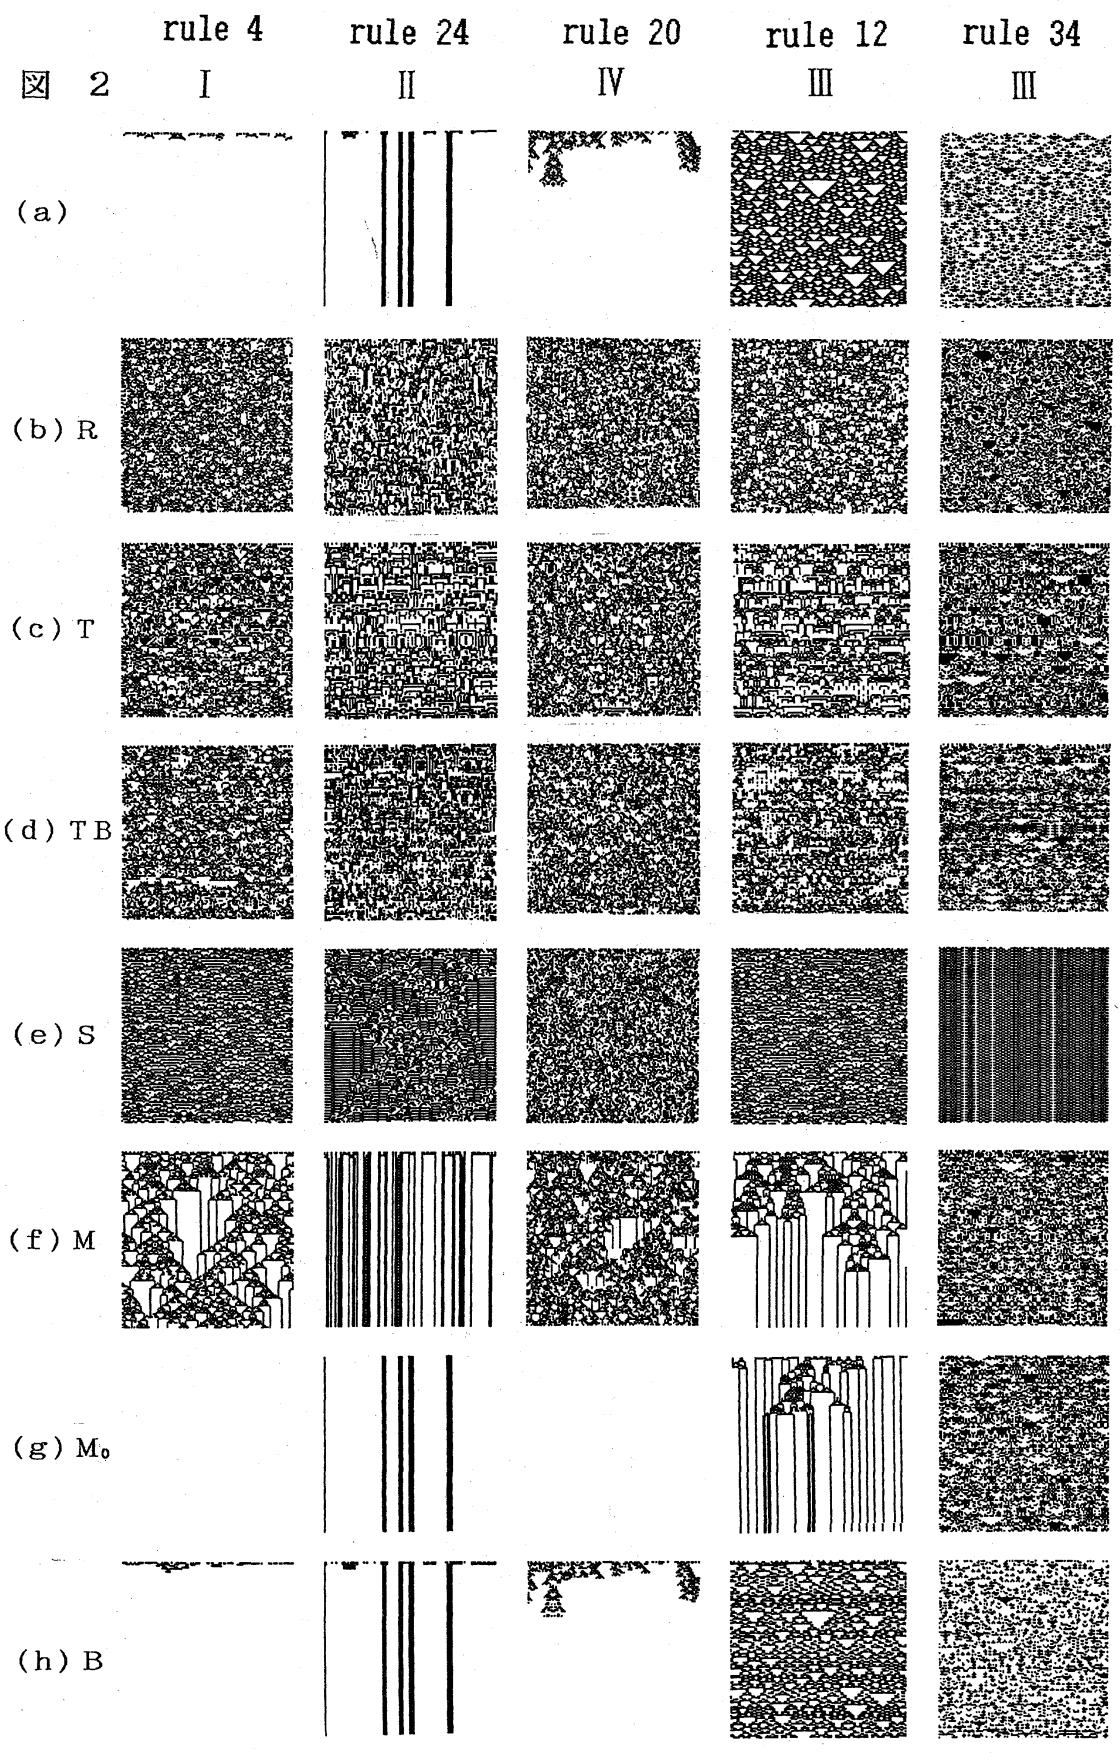 rule 4 rule 24 rule 20 rule 12 rule 34
図 2 I II IV III III
(a)
(b) R
(c) T
(d) TB
(e) S
(f) M
(g) M₀
(h) B